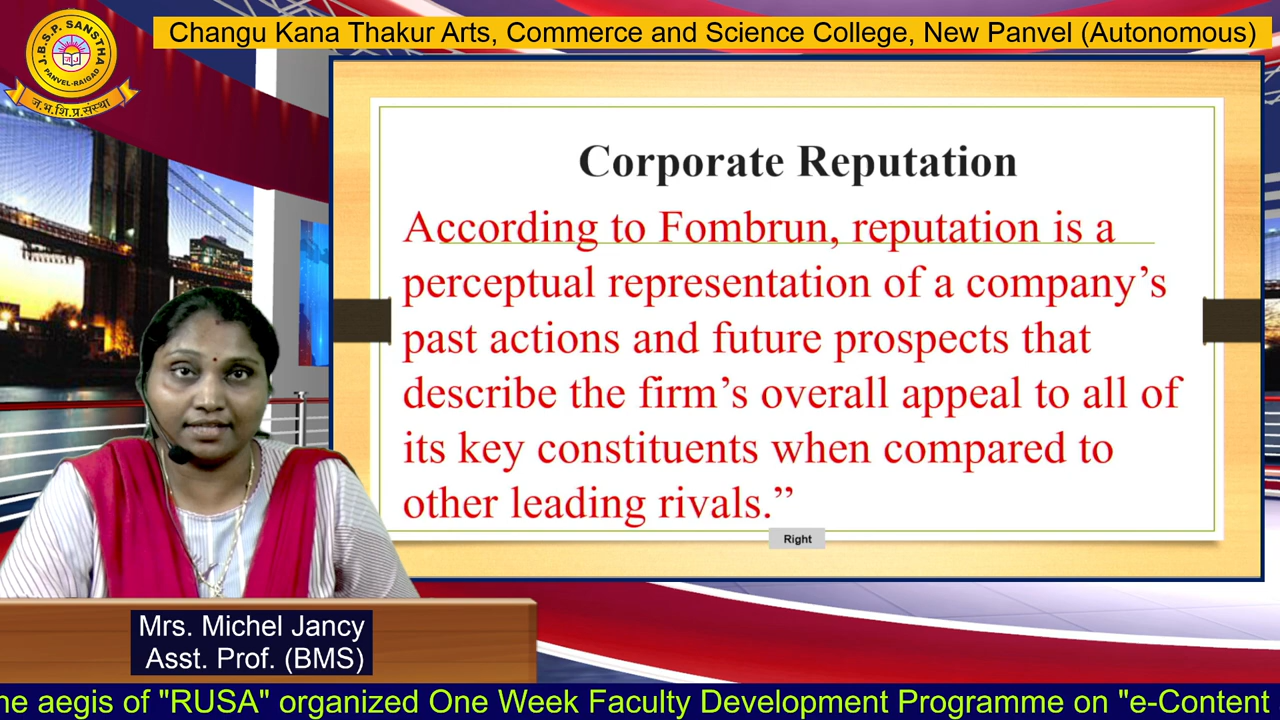 Changu Kana Thakur Arts, Commerce and Science College, New Panvel (Autonomous)
J.B.S.P. SANSTHA
PANVEL-RAIGAD
ज.भ.शि.प्र.संस्था
Corporate Reputation
According to Fombrun, reputation is a
perceptual representation of a company’s
past actions and future prospects that
describe the firm’s overall appeal to all of
its key constituents when compared to
other leading rivals.”
Right
Mrs. Michel Jancy
Asst. Prof. (BMS)
he aegis of "RUSA" organized One Week Faculty Development Programme on "e-Content